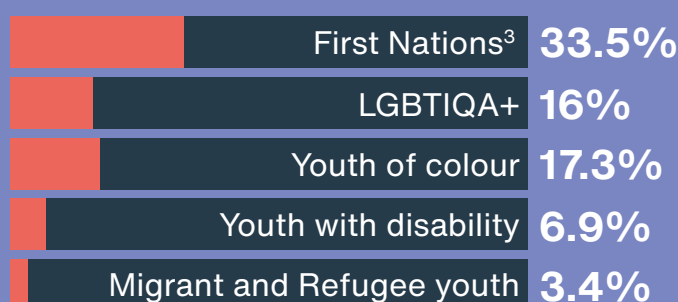 First Nations³ 33.5%
LGBTIQA+ 16%
Youth of colour 17.3%
Youth with disability 6.9%
Migrant and Refugee youth 3.4%